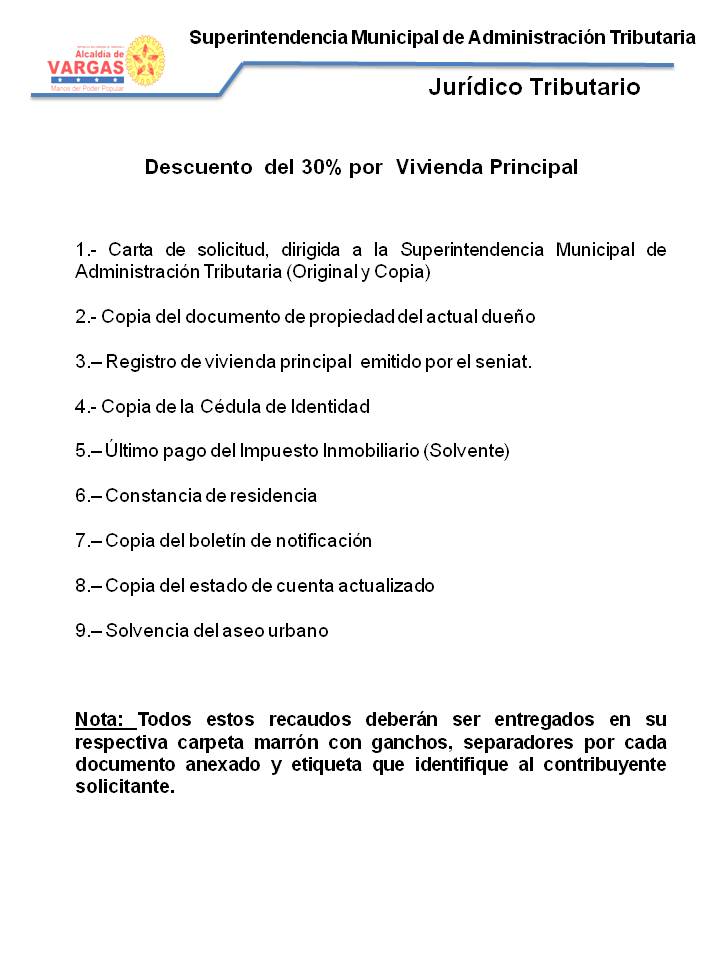 Superintendencia Municipal de Administración Tributaria
Alcaldía de
VARGAS
Manos del Poder Popular
Jurídico Tributario
Descuento del 30% por Vivienda Principal
1.- Carta de solicitud, dirigida a la Superintendencia Municipal de
Administración Tributaria (Original y Copia)
2.- Copia del documento de propiedad del actual dueño
3.– Registro de vivienda principal emitido por el seniat.
4.- Copia de la Cédula de Identidad
5.– Último pago del Impuesto Inmobiliario (Solvente)
6.– Constancia de residencia
7.– Copia del boletín de notificación
8.– Copia del estado de cuenta actualizado
9.– Solvencia del aseo urbano
Nota: Todos estos recaudos deberán ser entregados en su
respectiva carpeta marrón con ganchos, separadores por cada
documento anexado y etiqueta que identifique al contribuyente
solicitante.